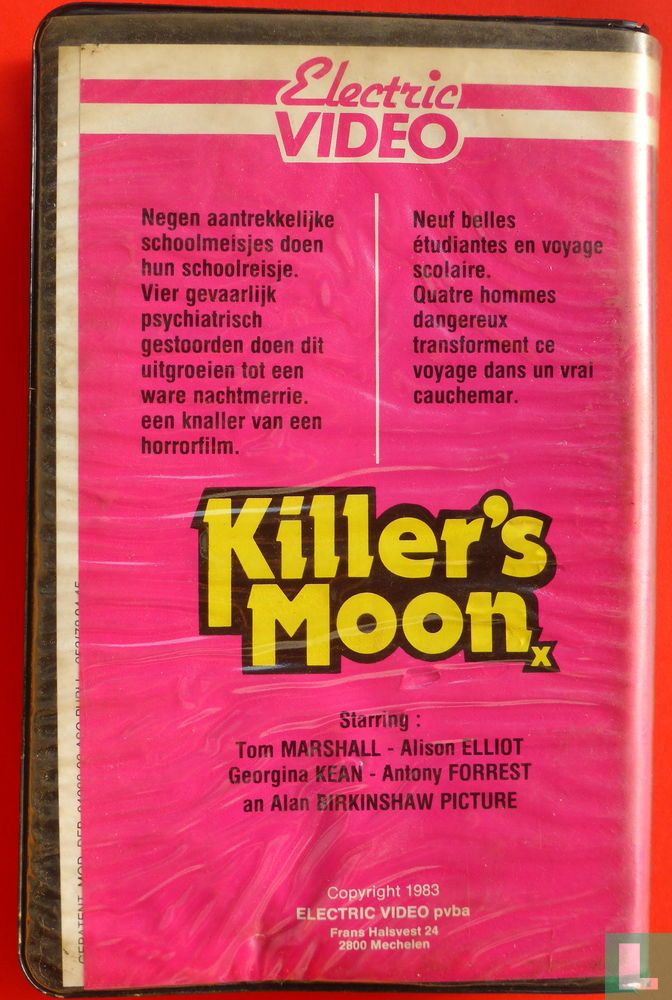 Electric
VIDEO
Negen aantrekkelijke
schoolmeisjes doen
hun schoolreisje.
Vier gevaarlijk
psychiatrisch
gestoorden doen dit
uitgroeien tot een
ware nachtmerrie.
een knaller van een
horrorfilm.
Neuf belles
étudiantes en voyage
scolaire.
Quatre hommes
dangereux
transforment ce
voyage dans un vrai
cauchemar.
Killer's
Moon
x
Starring :
Tom MARSHALL - Alison ELLIOT
Georgina KEAN - Antony FORREST
an Alan BIRKINSHAW PICTURE
Copyright 1983
ELECTRIC VIDEO pvba
Frans Halsvest 24
2800 Mechelen